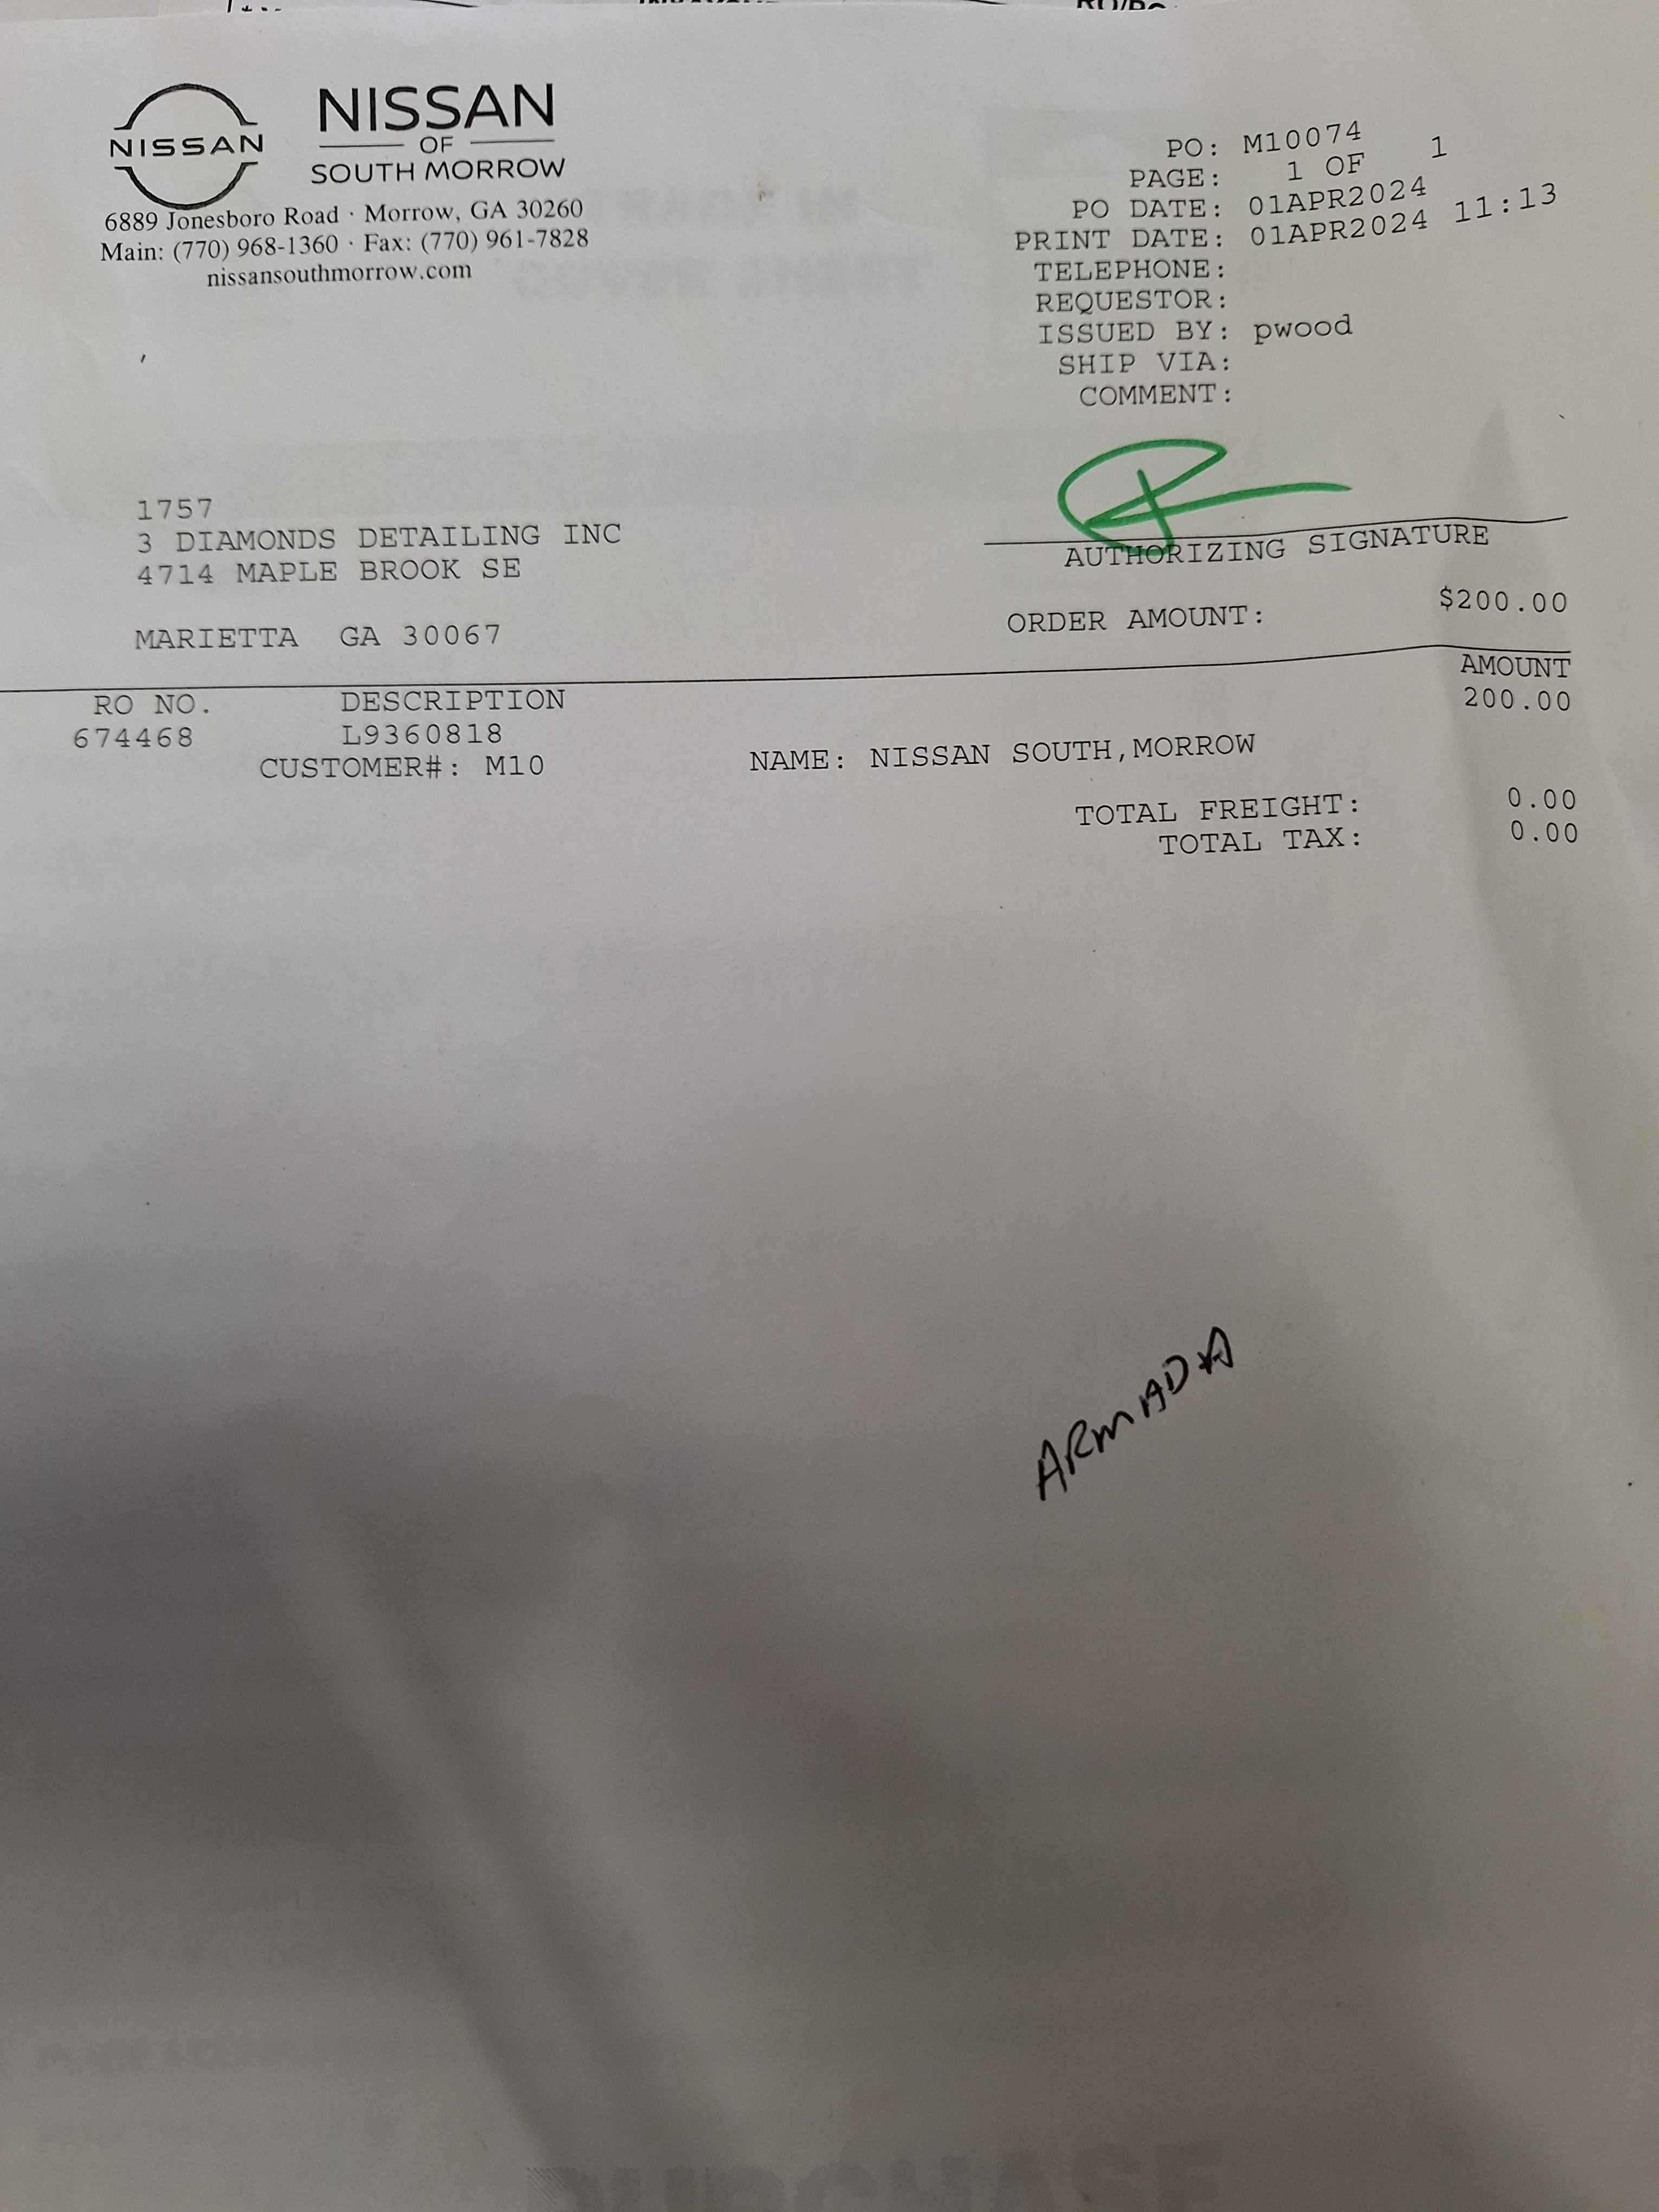 NISSAN
NISSAN
OF
SOUTH MORROW
6889 Jonesboro Road · Morrow, GA 30260
Main: (770) 968-1360 · Fax: (770) 961-7828
nissansouthmorrow.com
PO: M10074
PAGE: 1 OF 1
PO DATE: 01APR2024
PRINT DATE: 01APR2024 11:13
TELEPHONE:
REQUESTOR:
ISSUED BY: pwood
SHIP VIA:
COMMENT:
1757
3 DIAMONDS DETAILING INC
4714 MAPLE BROOK SE
MARIETTA GA 30067
AUTHORIZING SIGNATURE
ORDER AMOUNT: $200.00
RO NO. DESCRIPTION AMOUNT
674468 L9360818 200.00
CUSTOMER#: M10 NAME: NISSAN SOUTH,MORROW
TOTAL FREIGHT: 0.00
TOTAL TAX: 0.00
ARMADA
PURCHASE